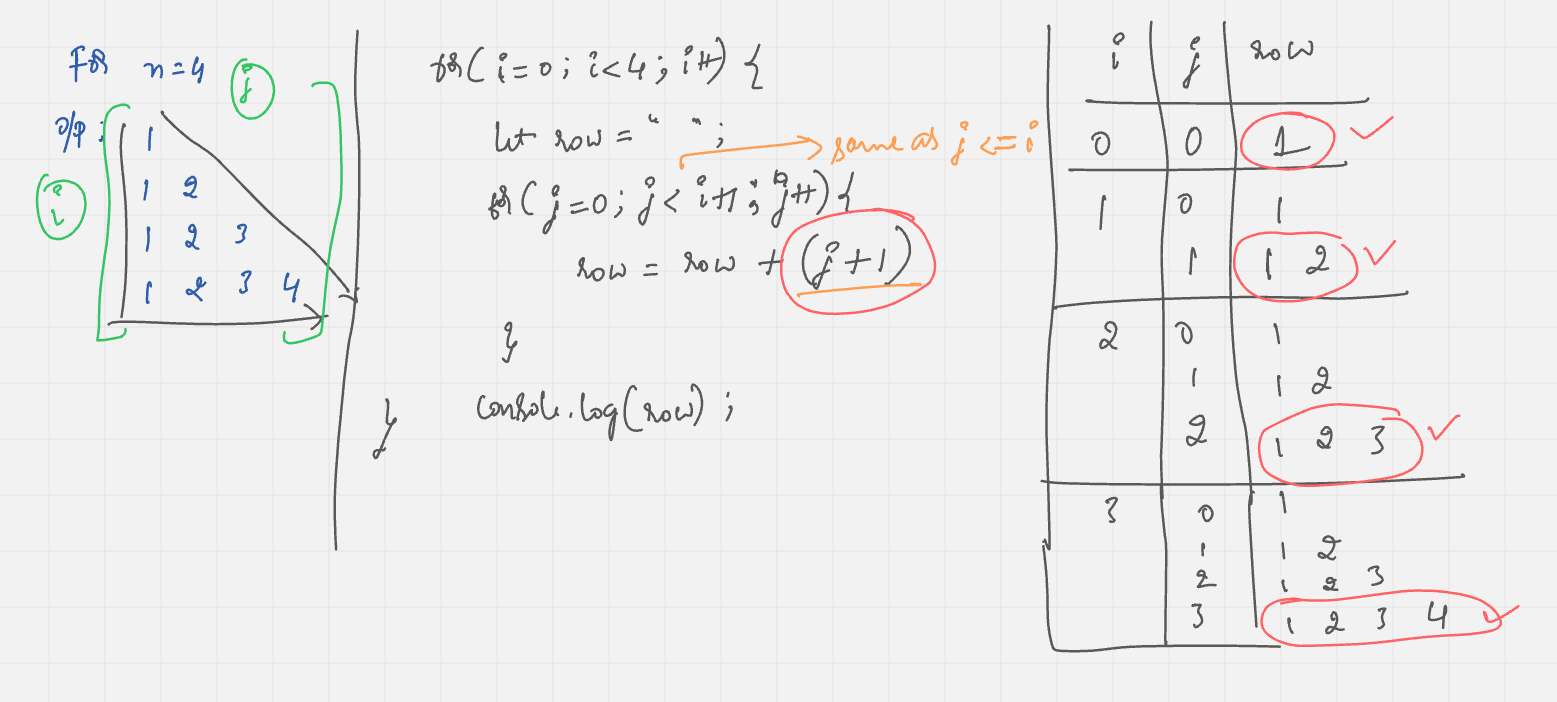 For n=4
j
O/P :
i
1
1 2
1 2 3
1 2 3 4
for( i=0 ; i<4 ; i++) {
let row = " " ;
same as j <= i
for( j=0 ; j< i+1 ; j++) {
row = row + (j+1)
}
console.log(row) ;
}
i j row
0 0 1
1 0 1
1 1 2
2 0 1
1 1 2
2 1 2 3
3 0 1
1 1 2
2 1 2 3
3 1 2 3 4